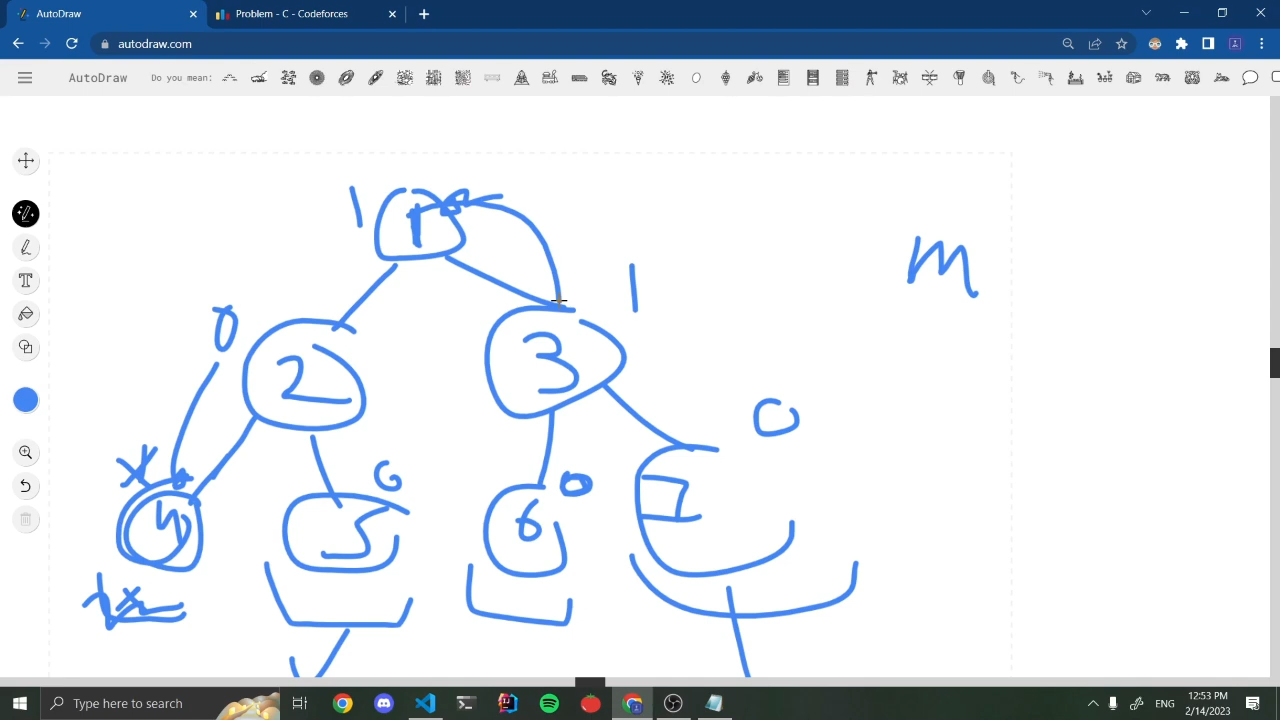 AutoDraw
Problem - C - Codeforces
autodraw.com
AutoDraw
Do you mean:
1
1
m
1
0
2
3
0
4
5
0
6
0
7
Type here to search
ENG
12:53 PM
2/14/2023